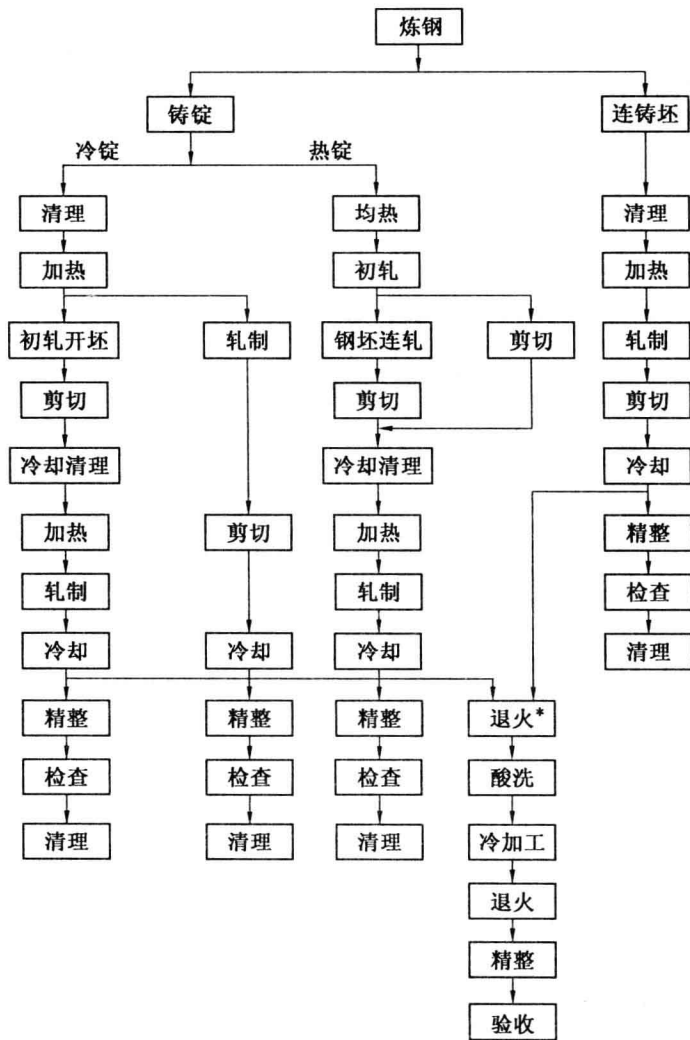 炼钢
铸锭 连铸坯
冷锭 热锭
清理 均热 清理
加热 初轧 加热
初轧开坯 轧制 钢坯连轧 剪切 轧制
剪切 剪切 剪切
冷却清理 冷却清理 冷却
加热 剪切 加热 精整
轧制 轧制 检查
冷却 冷却 冷却 清理
精整 精整 精整 退火*
检查 检查 检查 酸洗
清理 清理 清理 冷加工
退火
精整
验收